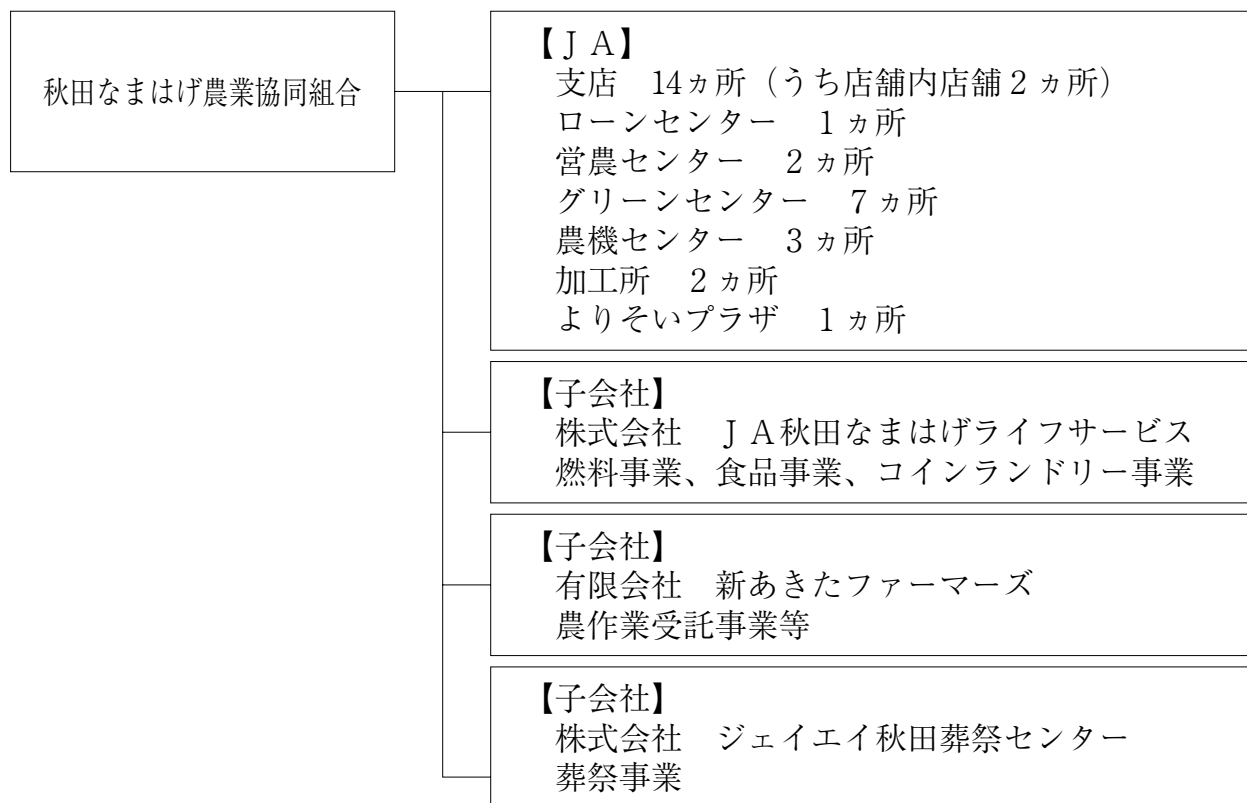 秋田なまはげ農業協同組合
【ＪＡ】
支店　14ヵ所（うち店舗内店舗２ヵ所）
ローンセンター　１ヵ所
営農センター　２ヵ所
グリーンセンター　７ヵ所
農機センター　３ヵ所
加工所　２ヵ所
よりそいプラザ　１ヵ所
【子会社】
株式会社　ＪＡ秋田なまはげライフサービス
燃料事業、食品事業、コインランドリー事業
【子会社】
有限会社　新あきたファーマーズ
農作業受託事業等
【子会社】
株式会社　ジェイエイ秋田葬祭センター
葬祭事業